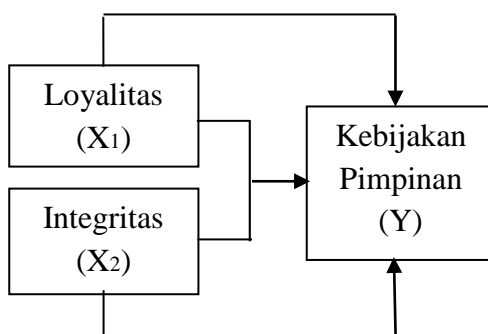 Loyalitas
(X₁)
Integritas
(X₂)
Kebijakan
Pimpinan
(Y)